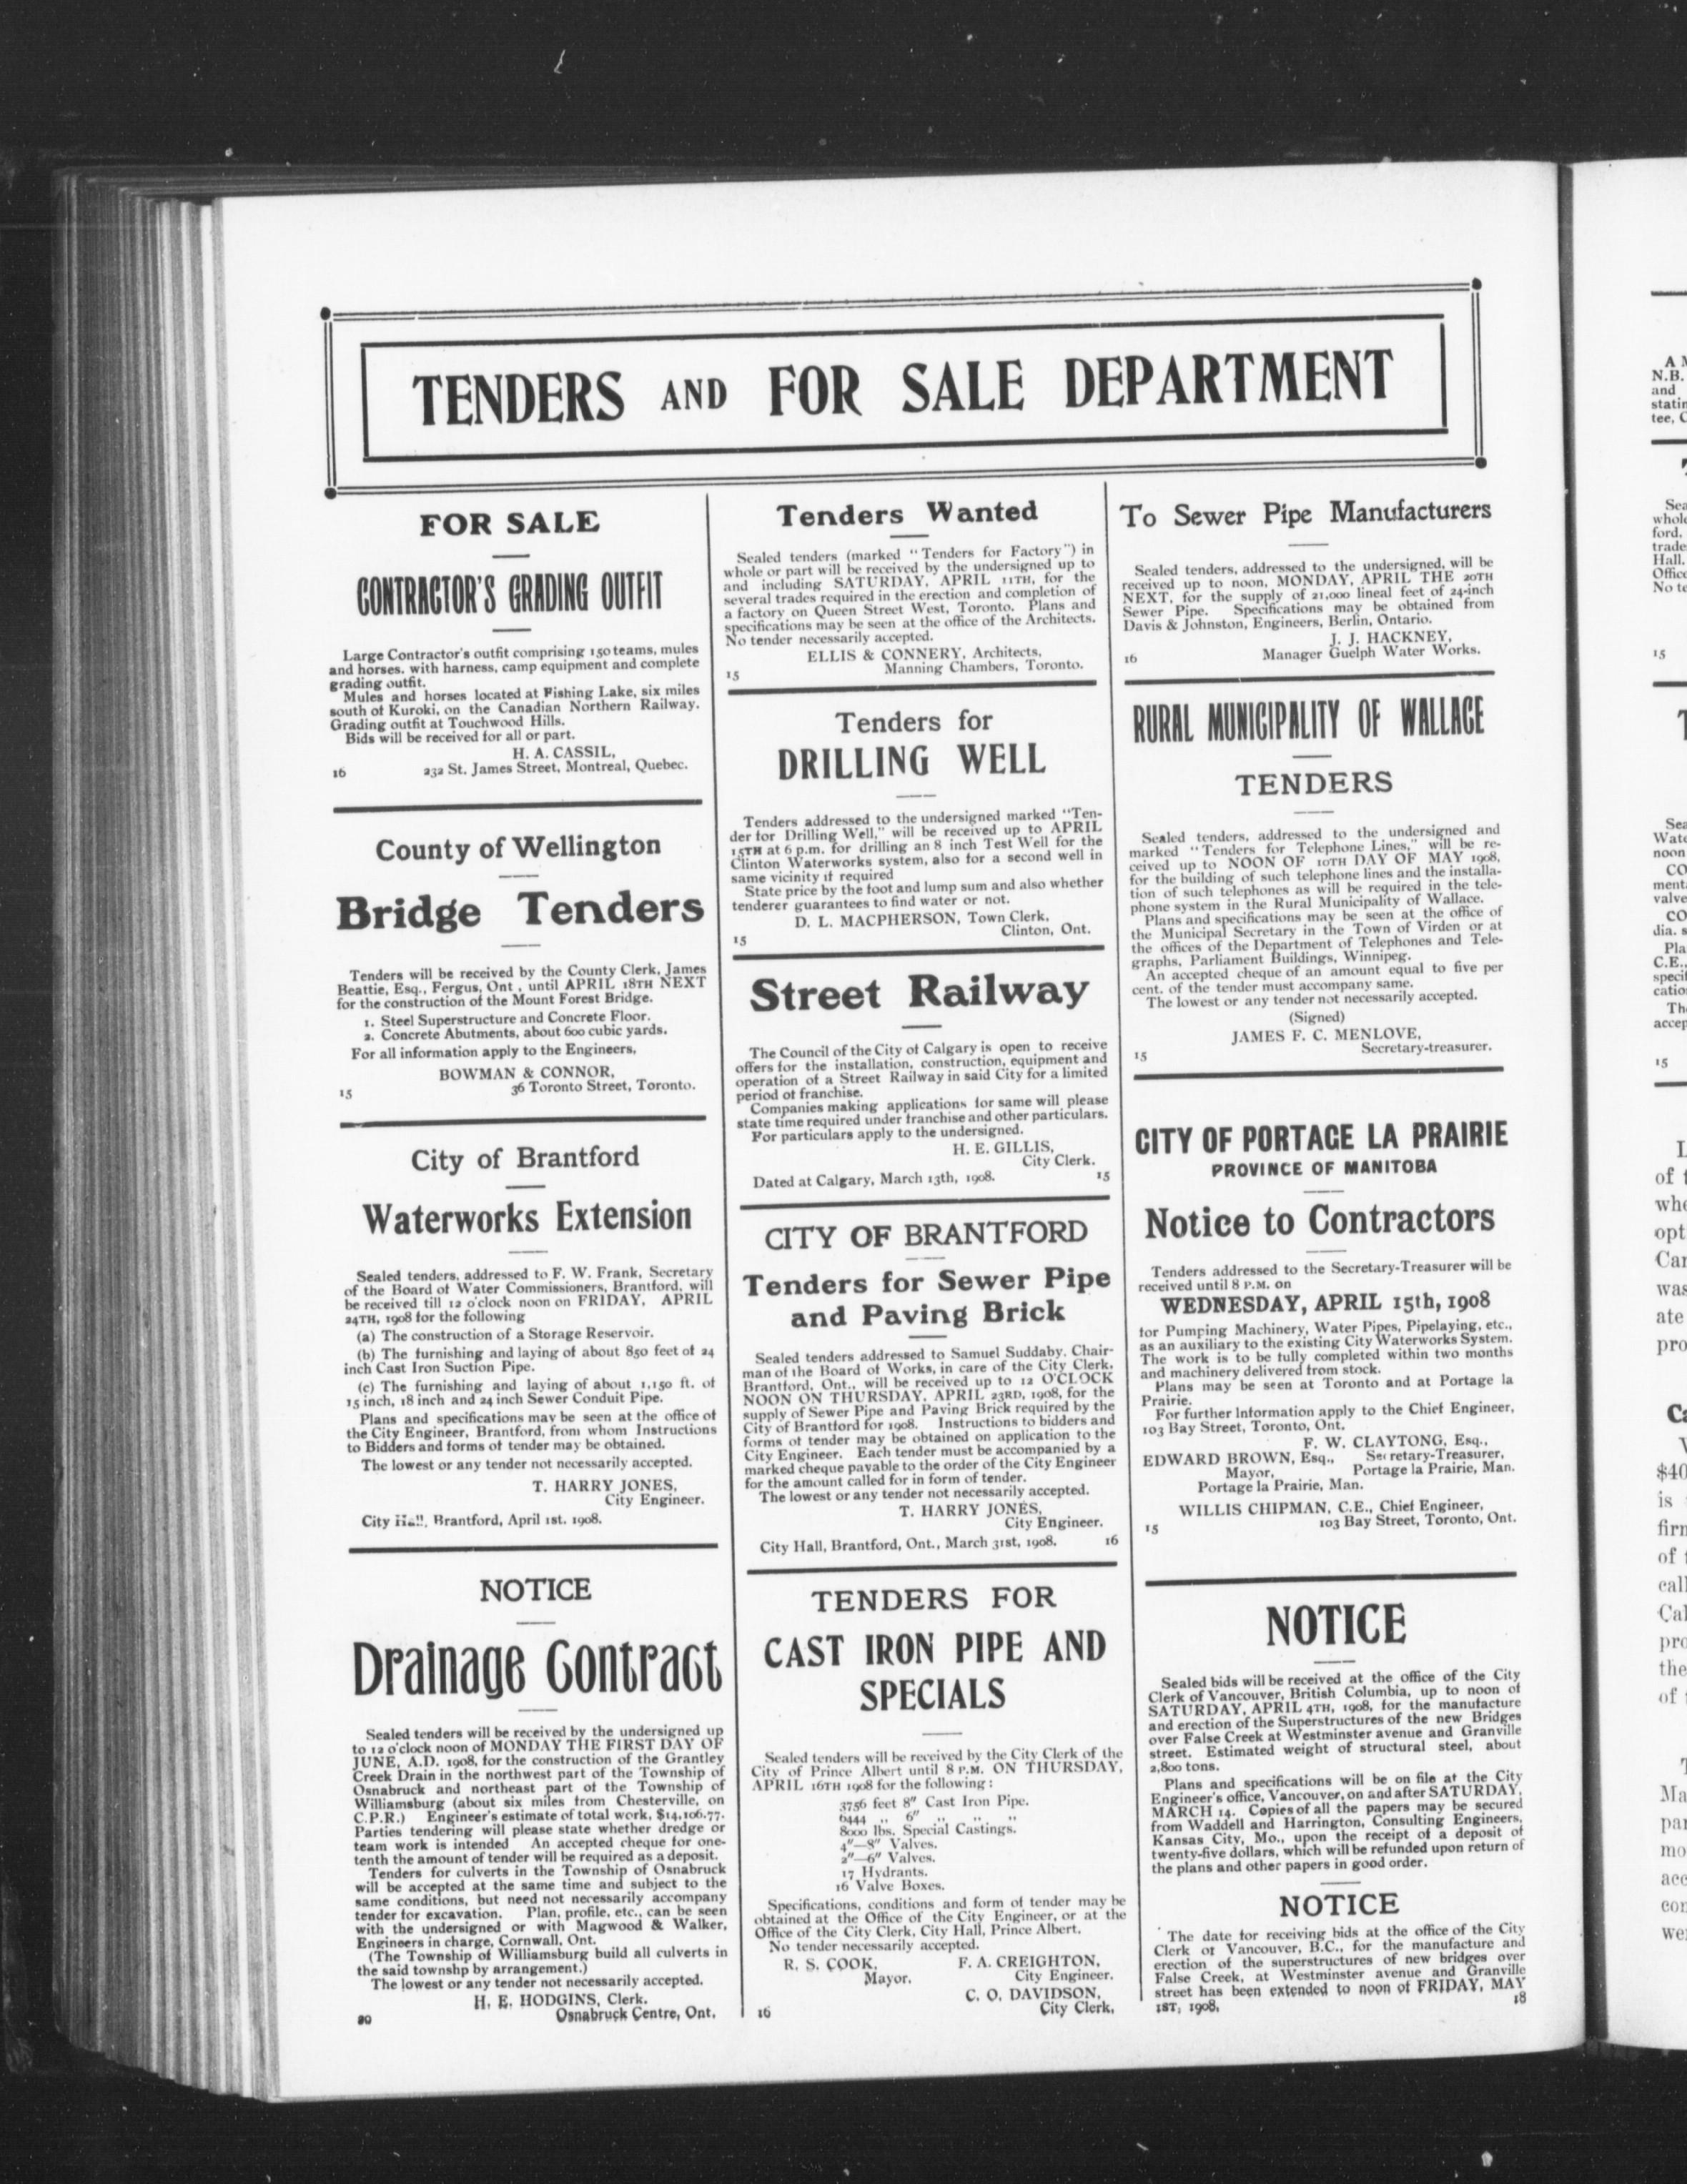 TENDERS AND FOR SALE DEPARTMENT
FOR SALE
CONTRACTOR'S GRADING OUTFIT
Large Contractor's outfit comprising 150 teams, mules
and horses, with harness, camp equipment and complete
grading outfit.
Mules and horses located at Fishing Lake, six miles
south of Kuroki, on the Canadian Northern Railway.
Grading outfit at Touchwood Hills.
Bids will be received for all or part.
H. A. CASSIL,
16 232 St. James Street, Montreal, Quebec.
County of Wellington
Bridge Tenders
Tenders will be received by the County Clerk, James
Beattie, Esq., Fergus, Ont , until APRIL 18TH NEXT
for the construction of the Mount Forest Bridge.
1. Steel Superstructure and Concrete Floor.
2. Concrete Abutments, about 600 cubic yards.
For all information apply to the Engineers,
BOWMAN & CONNOR,
15 36 Toronto Street, Toronto.
City of Brantford
Waterworks Extension
Sealed tenders, addressed to F. W. Frank, Secretary
of the Board of Water Commissioners, Brantford, will
be received till 12 o'clock noon on FRIDAY, APRIL
24TH, 1908 for the following
(a) The construction of a Storage Reservoir.
(b) The furnishing and laying of about 850 feet of 24
inch Cast Iron Suction Pipe.
(c) The furnishing and laying of about 1,150 ft. of
15 inch, 18 inch and 24 inch Sewer Conduit Pipe.
Plans and specifications may be seen at the office of
the City Engineer, Brantford, from whom Instructions
to Bidders and forms of tender may be obtained.
The lowest or any tender not necessarily accepted.
T. HARRY JONES,
City Engineer.
City Hall, Brantford, April 1st. 1908.
NOTICE
Drainage Contract
Sealed tenders will be received by the undersigned up
to 12 o'clock noon of MONDAY THE FIRST DAY OF
JUNE, A.D. 1908, for the construction of the Grantley
Creek Drain in the northwest part of the Township of
Osnabruck and northeast part of the Township of
Williamsburg (about six miles from Chesterville, on
C.P.R.) Engineer's estimate of total work, $14,106.77.
Parties tendering will please state whether dredge or
team work is intended An accepted cheque for one-
tenth the amount of tender will be required as a deposit.
Tenders for culverts in the Township of Osnabruck
will be accepted at the same time and subject to the
same conditions, but need not necessarily accompany
tender for excavation. Plan, profile, etc., can be seen
with the undersigned or with Magwood & Walker,
Engineers in charge, Cornwall, Ont.
(The Township of Williamsburg build all culverts in
the said townshp by arrangement.)
The lowest or any tender not necessarily accepted.
H. E. HODGINS, Clerk.
20 Osnabruck Centre, Ont.
Tenders Wanted
Sealed tenders (marked "Tenders for Factory") in
whole or part will be received by the undersigned up to
and including SATURDAY, APRIL 11TH, for the
several trades required in the erection and completion of
a factory on Queen Street West, Toronto. Plans and
specifications may be seen at the office of the Architects.
No tender necessarily accepted.
ELLIS & CONNERY, Architects,
15 Manning Chambers, Toronto.
Tenders for
DRILLING WELL
Tenders addressed to the undersigned marked "Ten-
der for Drilling Well," will be received up to APRIL
15TH at 6 p.m. for drilling an 8 inch Test Well for the
Clinton Waterworks system, also for a second well in
same vicinity if required
State price by the foot and lump sum and also whether
tenderer guarantees to find water or not.
D. L. MACPHERSON, Town Clerk,
15 Clinton, Ont.
Street Railway
The Council of the City of Calgary is open to receive
offers for the installation, construction, equipment and
operation of a Street Railway in said City for a limited
period of franchise.
Companies making applications for same will please
state time required under franchise and other particulars.
For particulars apply to the undersigned.
H. E. GILLIS,
City Clerk.
Dated at Calgary, March 13th, 1908. 15
CITY OF BRANTFORD
Tenders for Sewer Pipe
and Paving Brick
Sealed tenders addressed to Samuel Suddaby, Chair-
man of the Board of Works, in care of the City Clerk,
Brantford, Ont., will be received up to 12 O'CLOCK
NOON ON THURSDAY, APRIL 23RD, 1908, for the
supply of Sewer Pipe and Paving Brick required by the
City of Brantford for 1908. Instructions to bidders and
forms of tender may be obtained on application to the
City Engineer. Each tender must be accompanied by a
marked cheque payable to the order of the City Engineer
for the amount called for in form of tender.
The lowest or any tender not necessarily accepted.
T. HARRY JONES,
City Engineer.
City Hall, Brantford, Ont., March 31st, 1908. 16
TENDERS FOR
CAST IRON PIPE AND
SPECIALS
Sealed tenders will be received by the City Clerk of the
City of Prince Albert until 8 P.M. ON THURSDAY,
APRIL 16TH 1908 for the following:
3756 feet 8" Cast Iron Pipe.
6444 ,, 6" ,, ,, ,,
8000 lbs. Special Castings.
4"—8" Valves.
2"—6" Valves.
17 Hydrants.
16 Valve Boxes.
Specifications, conditions and form of tender may be
obtained at the Office of the City Engineer, or at the
Office of the City Clerk, City Hall, Prince Albert.
No tender necessarily accepted.
R. S. COOK, F. A. CREIGHTON,
Mayor. City Engineer.
C. O. DAVIDSON,
16 City Clerk.
To Sewer Pipe Manufacturers
Sealed tenders, addressed to the undersigned, will be
received up to noon, MONDAY, APRIL THE 20TH
NEXT, for the supply of 21,000 lineal feet of 24-inch
Sewer Pipe. Specifications may be obtained from
Davis & Johnston, Engineers, Berlin, Ontario.
J. J. HACKNEY,
16 Manager Guelph Water Works.
RURAL MUNICIPALITY OF WALLACE
TENDERS
Sealed tenders, addressed to the undersigned and
marked "Tenders for Telephone Lines," will be re-
ceived up to NOON OF 10TH DAY OF MAY 1908,
for the building of such telephone lines and the installa-
tion of such telephones as will be required in the tele-
phone system in the Rural Municipality of Wallace.
Plans and specifications may be seen at the office of
the Municipal Secretary in the Town of Virden or at
the offices of the Department of Telephones and Tele-
graphs, Parliament Buildings, Winnipeg.
An accepted cheque of an amount equal to five per
cent. of the tender must accompany same.
The lowest or any tender not necessarily accepted.
(Signed)
JAMES F. C. MENLOVE,
15 Secretary-treasurer.
CITY OF PORTAGE LA PRAIRIE
PROVINCE OF MANITOBA
Notice to Contractors
Tenders addressed to the Secretary-Treasurer will be
received until 8 P.M. on
WEDNESDAY, APRIL 15th, 1908
for Pumping Machinery, Water Pipes, Pipelaying, etc.,
as an auxiliary to the existing City Waterworks System.
The work is to be fully completed within two months
and machinery delivered from stock.
Plans may be seen at Toronto and at Portage la
Prairie.
For further Information apply to the Chief Engineer,
103 Bay Street, Toronto, Ont.
F. W. CLAYTONG, Esq.,
EDWARD BROWN, Esq., Secretary-Treasurer,
Mayor, Portage la Prairie, Man.
Portage la Prairie, Man.
WILLIS CHIPMAN, C.E., Chief Engineer,
15 103 Bay Street, Toronto, Ont.
NOTICE
Sealed bids will be received at the office of the City
Clerk of Vancouver, British Columbia, up to noon of
SATURDAY, APRIL 4TH, 1908, for the manufacture
and erection of the Superstructures of the new Bridges
over False Creek at Westminster avenue and Granville
street. Estimated weight of structural steel, about
2,800 tons.
Plans and specifications will be on file at the City
Engineer's office, Vancouver, on and after SATURDAY,
MARCH 14. Copies of all the papers may be secured
from Waddell and Harrington, Consulting Engineers,
Kansas City, Mo., upon the receipt of a deposit of
twenty-five dollars, which will be refunded upon return of
the plans and other papers in good order.
NOTICE
The date for receiving bids at the office of the City
Clerk of Vancouver, B.C., for the manufacture and
erection of the superstructures of new bridges over
False Creek, at Westminster avenue and Granville
street has been extended to noon of FRIDAY, MAY
1ST, 1908, 18